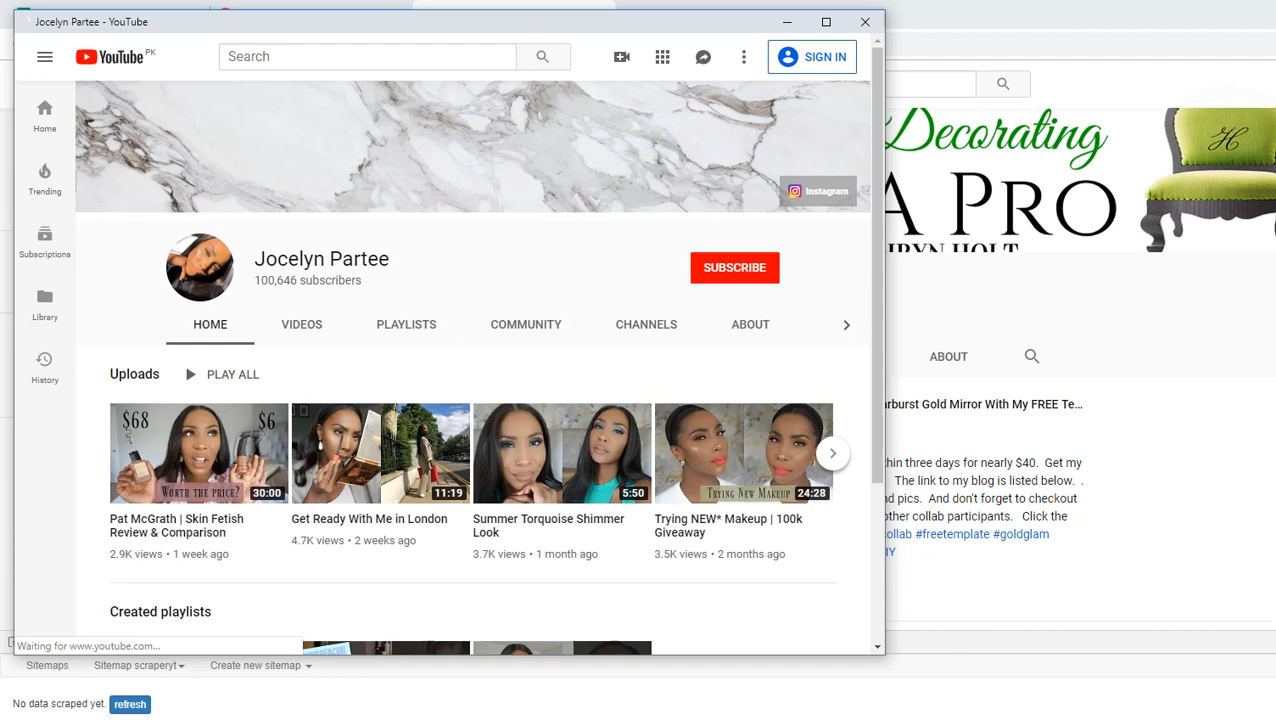 Jocelyn Partee - YouTube
YouTube PK
Search
SIGN IN
Home
Trending
Subscriptions
Library
History
Instagram
Jocelyn Partee
100,646 subscribers
SUBSCRIBE
HOME VIDEOS PLAYLISTS COMMUNITY CHANNELS ABOUT
Uploads PLAY ALL
$68 $6
WORTH THE PRICE?
30:00
11:19
5:50
TRYING NEW MAKEUP
24:28
Pat McGrath | Skin Fetish
Review & Comparison
2.9K views • 1 week ago
Get Ready With Me in London
4.7K views • 2 weeks ago
Summer Torquoise Shimmer
Look
3.7K views • 1 month ago
Trying NEW* Makeup | 100k
Giveaway
3.5K views • 2 months ago
Created playlists
Waiting for www.youtube.com...
Decorating
A PRO
H
ABOUT
Gold Mirror With My FREE Te...
three days for nearly $40. Get my
The link to my blog is listed below. .
pics. And don't forget to checkout
other collab participants. Click the
#freetemplate #goldglam
Sitemaps Sitemap scraperyt Create new sitemap
No data scraped yet. refresh